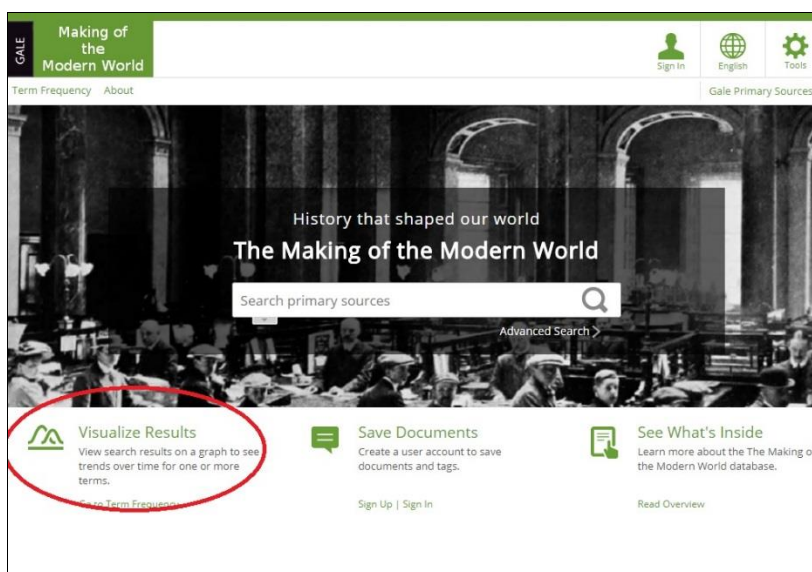 GALE
Making of
the
Modern World
Sign In
English
Tools
Term Frequency About
Gale Primary Sources
History that shaped our world
The Making of the Modern World
Search primary sources
Advanced Search >
Visualize Results
View search results on a graph to see
trends over time for one or more
terms.
Go to Term Frequency
Save Documents
Create a user account to save
documents and tags.
Sign Up | Sign In
See What's Inside
Learn more about the The Making o
the Modern World database.
Read Overview